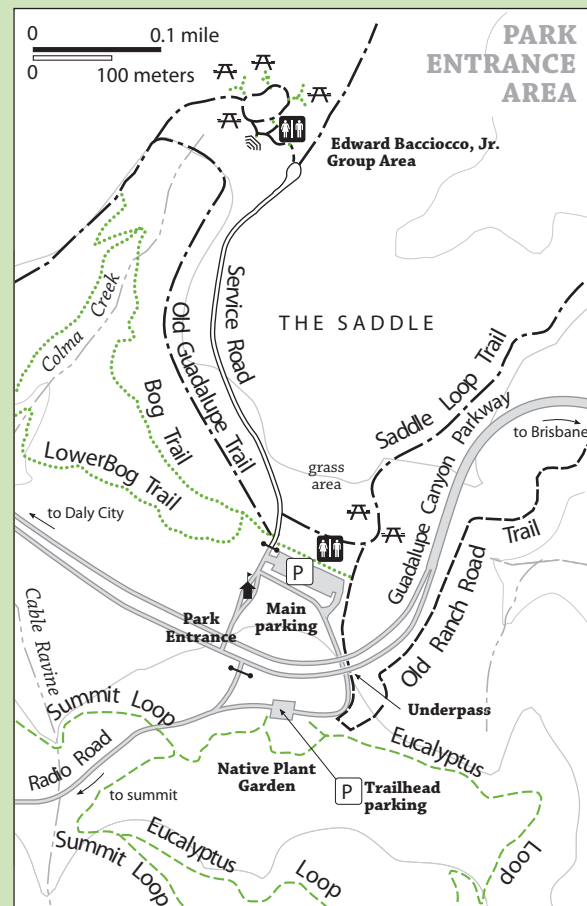 PARK
ENTRANCE
AREA
0 0.1 mile
0 100 meters
Edward Bacciocco, Jr.
Group Area
Service Road
Old Guadalupe Trail
THE SADDLE
Colma Creek
Bog Trail
Saddle Loop Trail
Guadalupe Canyon Parkway
to Brisbane
LowerBog Trail
grass
area
to Daly City
Old Ranch Road Trail
P
Park
Entrance
Main
parking
Cable Ravine
Underpass
Summit Loop
Eucalyptus Loop
Radio Road
Native Plant
Garden
P Trailhead
parking
to summit
Eucalyptus Loop
Summit Loop